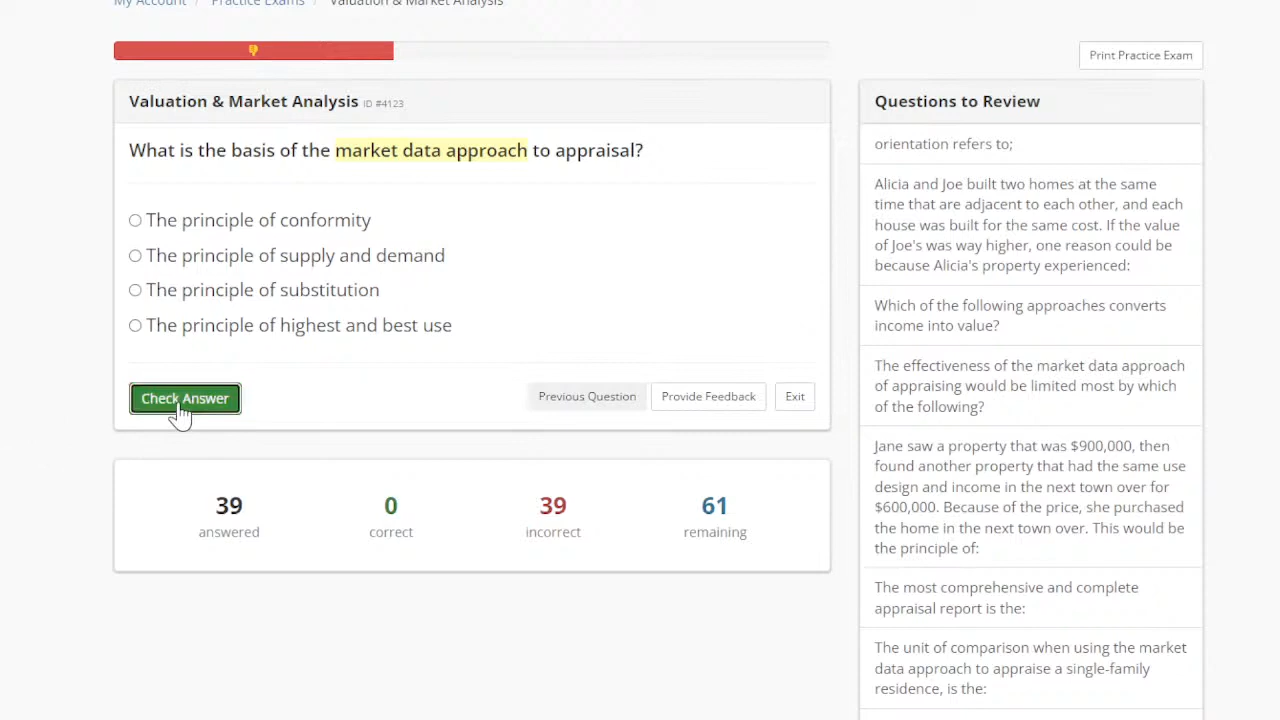 My Account / Practice Exams / Valuation & Market Analysis
Print Practice Exam
Valuation & Market Analysis ID #4123
What is the basis of the market data approach to appraisal?
The principle of conformity
The principle of supply and demand
The principle of substitution
The principle of highest and best use
Check Answer
Previous Question
Provide Feedback
Exit
39
answered
0
correct
39
incorrect
61
remaining
Questions to Review
orientation refers to;
Alicia and Joe built two homes at the same
time that are adjacent to each other, and each
house was built for the same cost. If the value
of Joe's was way higher, one reason could be
because Alicia's property experienced:
Which of the following approaches converts
income into value?
The effectiveness of the market data approach
of appraising would be limited most by which
of the following?
Jane saw a property that was $900,000, then
found another property that had the same use
design and income in the next town over for
$600,000. Because of the price, she purchased
the home in the next town over. This would be
the principle of:
The most comprehensive and complete
appraisal report is the:
The unit of comparison when using the market
data approach to appraise a single-family
residence, is the: